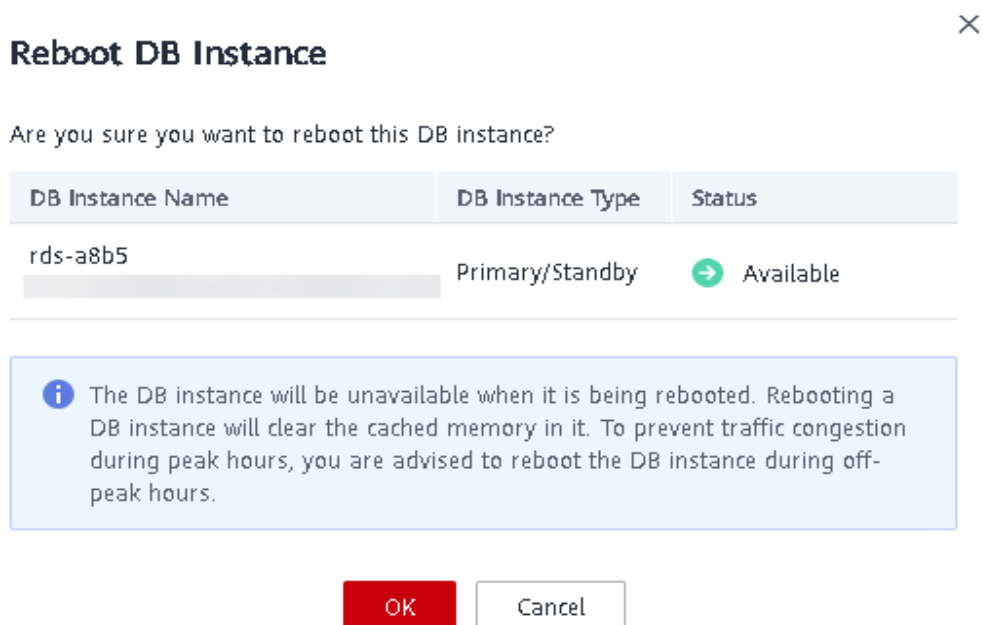 Reboot DB Instance
Are you sure you want to reboot this DB instance?
DB Instance Name DB Instance Type Status
rds-a8b5
Primary/Standby Available
The DB instance will be unavailable when it is being rebooted. Rebooting a
DB instance will clear the cached memory in it. To prevent traffic congestion
during peak hours, you are advised to reboot the DB instance during off-
peak hours.
OK Cancel